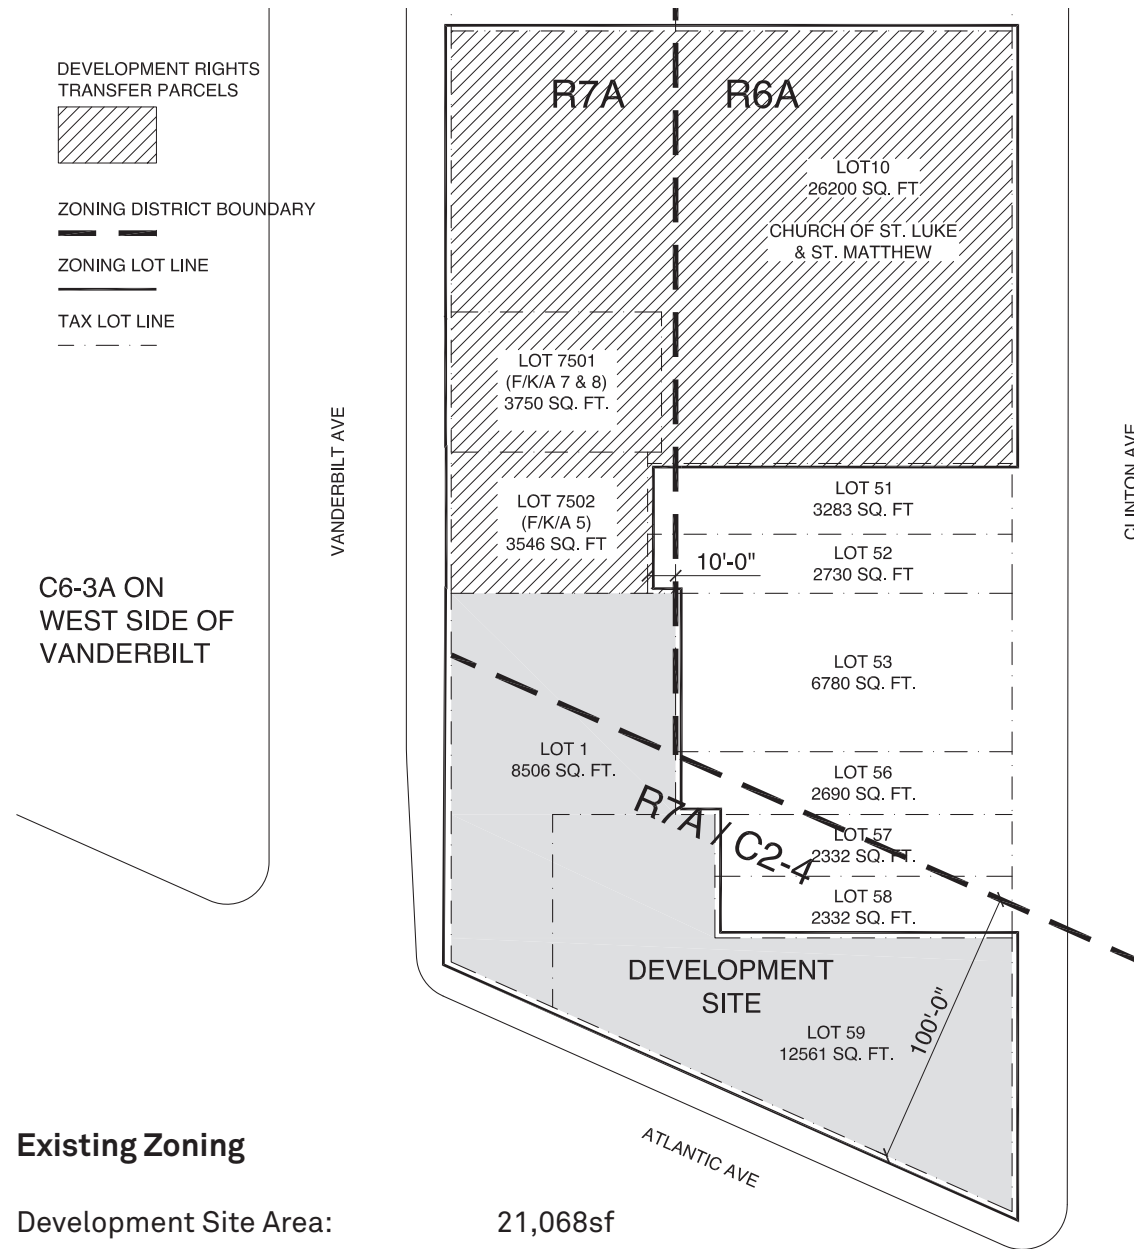 DEVELOPMENT RIGHTS
TRANSFER PARCELS
ZONING DISTRICT BOUNDARY
ZONING LOT LINE
TAX LOT LINE
R7A
R6A
LOT10
26200 SQ. FT
CHURCH OF ST. LUKE
& ST. MATTHEW
LOT 7501
(F/K/A 7 & 8)
3750 SQ. FT.
VANDERBILT AVE
CLINTON AVE
LOT 7502
(F/K/A 5)
3546 SQ. FT
LOT 51
3283 SQ. FT
LOT 52
2730 SQ. FT
10'-0"
C6-3A ON
WEST SIDE OF
VANDERBILT
LOT 53
6780 SQ. FT.
LOT 1
8506 SQ. FT.
LOT 56
2690 SQ. FT.
R7A / C2-4
LOT 57
2332 SQ. FT.
LOT 58
2332 SQ. FT.
DEVELOPMENT
SITE
LOT 59
12561 SQ. FT.
100'-0"
ATLANTIC AVE
Existing Zoning
Development Site Area: 21,068sf